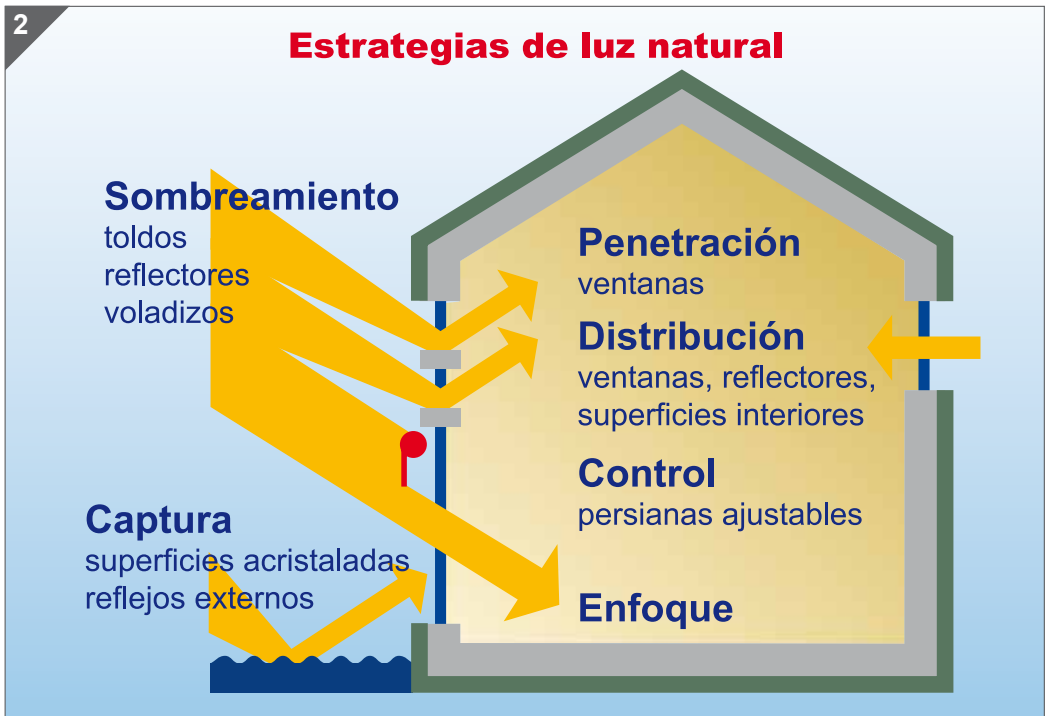 2
Estrategias de luz natural
Sombreamiento
toldos
reflectores
voladizos
Captura
superficies acristaladas
reflejos externos
Penetración
ventanas
Distribución
ventanas, reflectores,
superficies interiores
Control
persianas ajustables
Enfoque